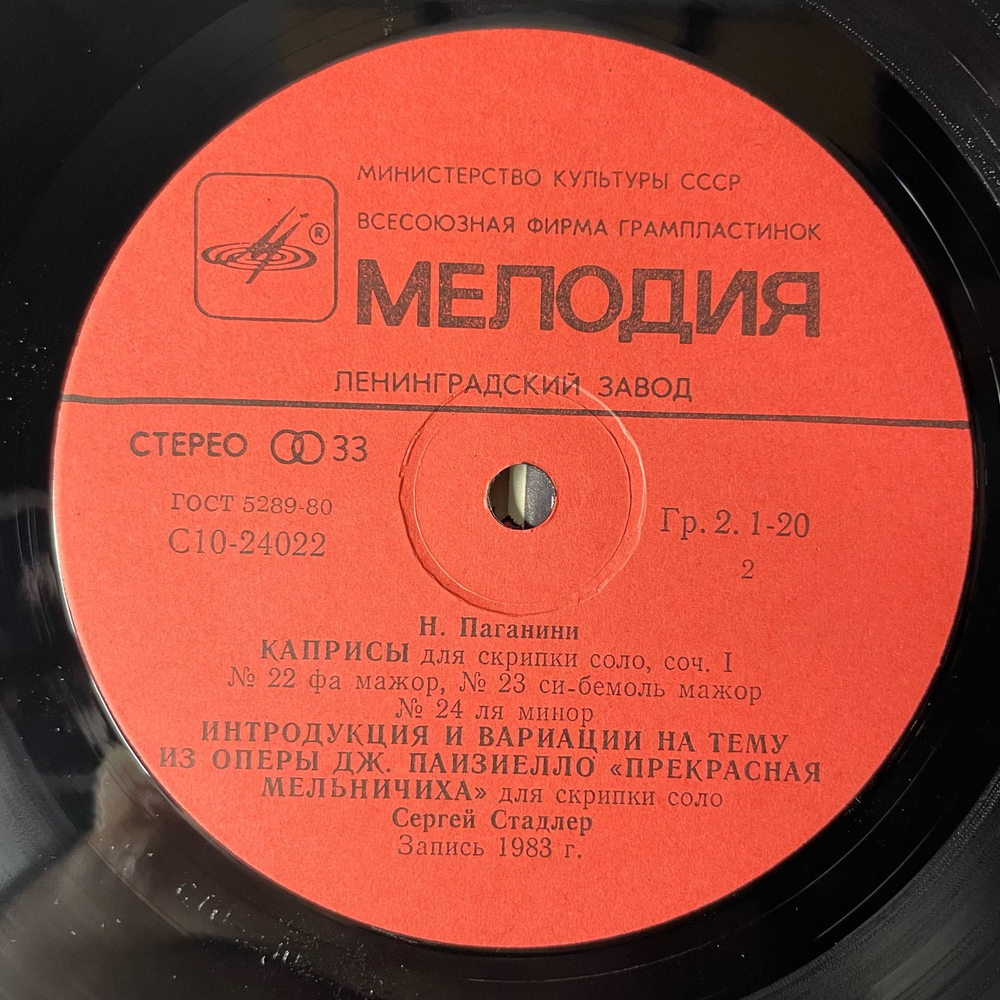 МИНИСТЕРСТВО КУЛЬТУРЫ СССР
ВСЕСОЮЗНАЯ ФИРМА ГРАМПЛАСТИНОК
®
МЕЛОДИЯ
ЛЕНИНГРАДСКИЙ ЗАВОД
СТЕРЕО 33
ГОСТ 5289-80
С10-24022
Гр. 2. 1-20
2
Н. Паганини
КАПРИСЫ для скрипки соло, соч. I
№ 22 фа мажор, № 23 си-бемоль мажор
№ 24 ля минор
ИНТРОДУКЦИЯ И ВАРИАЦИИ НА ТЕМУ
ИЗ ОПЕРЫ ДЖ. ПАИЗИЕЛЛО «ПРЕКРАСНАЯ
МЕЛЬНИЧИХА» для скрипки соло
Сергей Стадлер
Запись 1983 г.